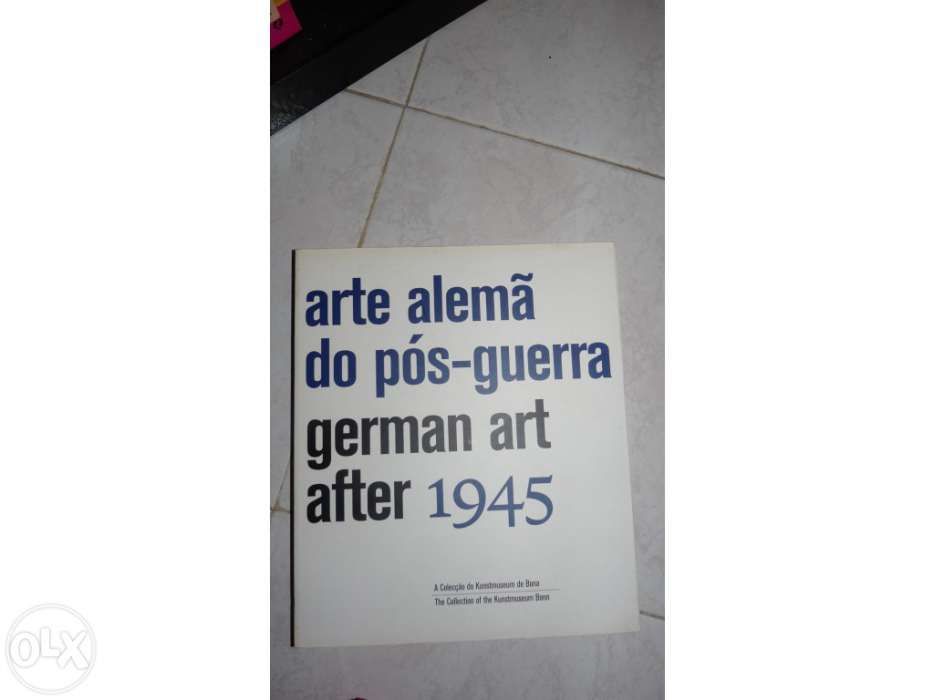 arte alemã
do pós-guerra
german art
after 1945
A Colecção do Kunstmuseum de Bona
The Collection of the Kunstmuseum Bonn
OLX